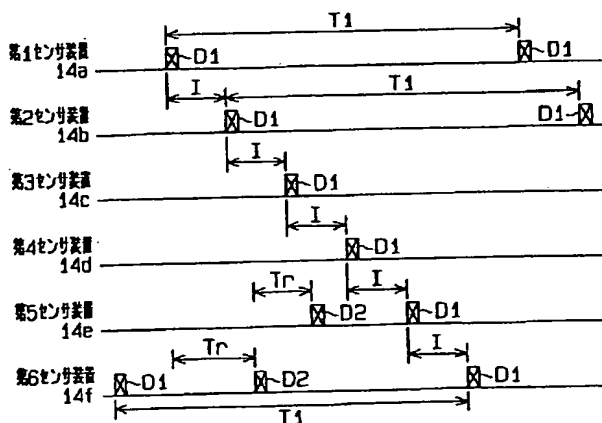 T1
第1センサ装置 D1 D1
14a I T1
第2センサ装置 D1 D1
14b I
第3センサ装置 D1
14c I
第4センサ装置 D1
14d Tr I
第5センサ装置 D2 D1
14e Tr I
第6センサ装置 D1 D2 D1
14f T1